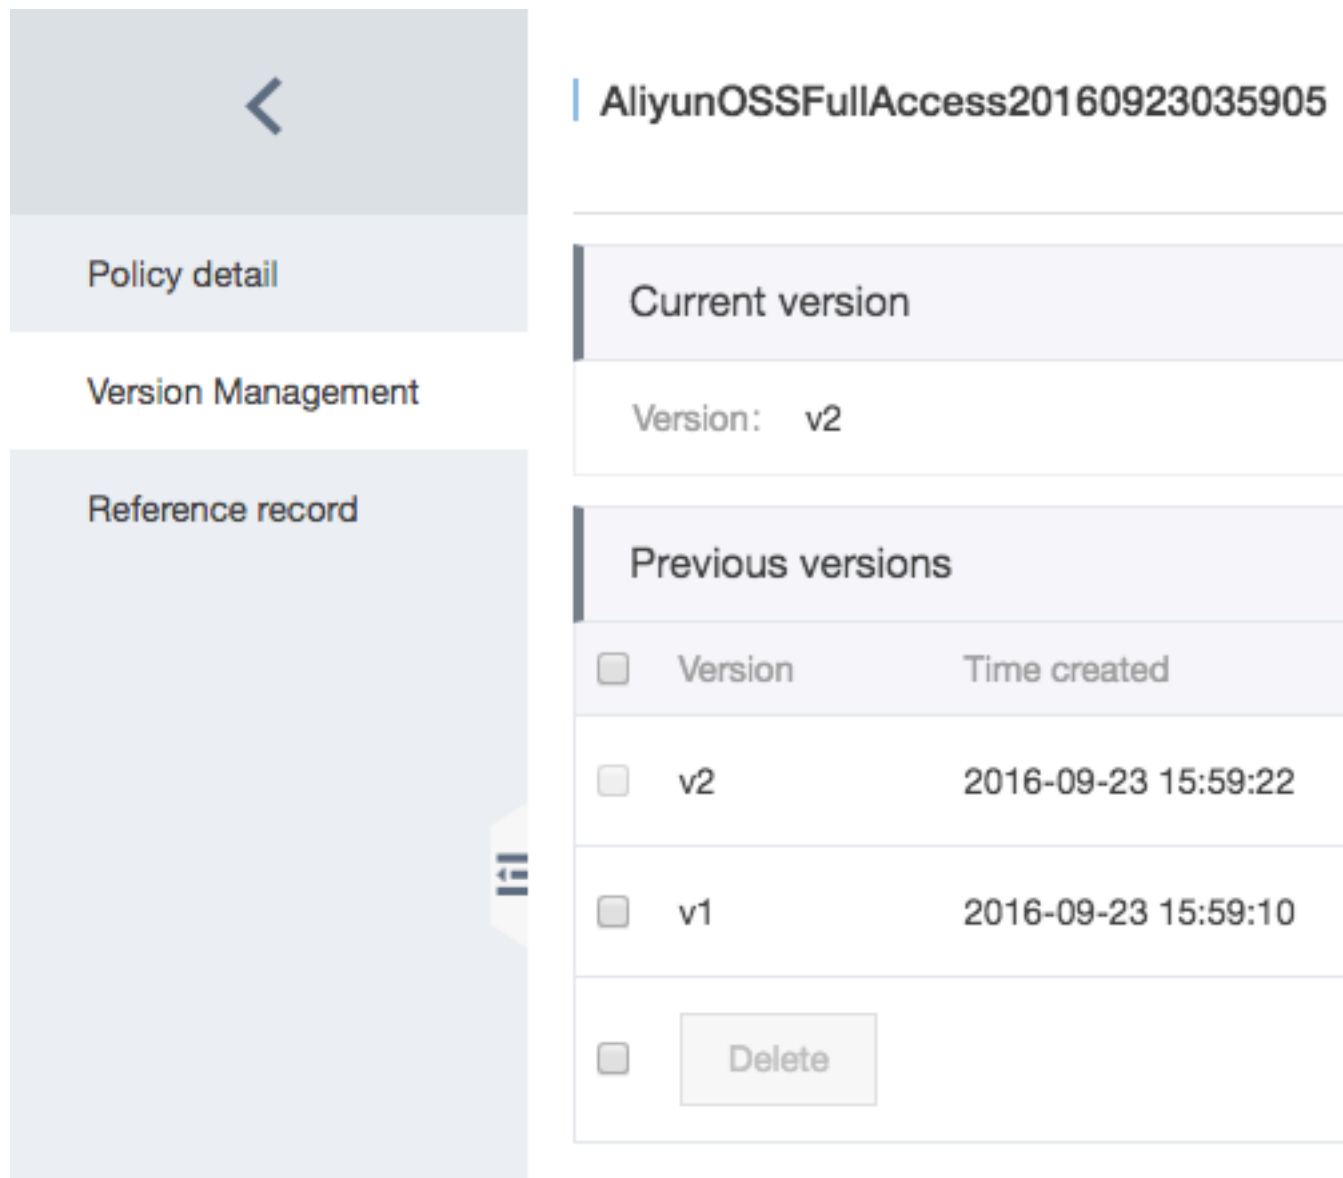 AliyunOSSFullAccess20160923035905
Policy detail
Version Management
Reference record
Current version
Version: v2
Previous versions
Version Time created
v2 2016-09-23 15:59:22
v1 2016-09-23 15:59:10
Delete